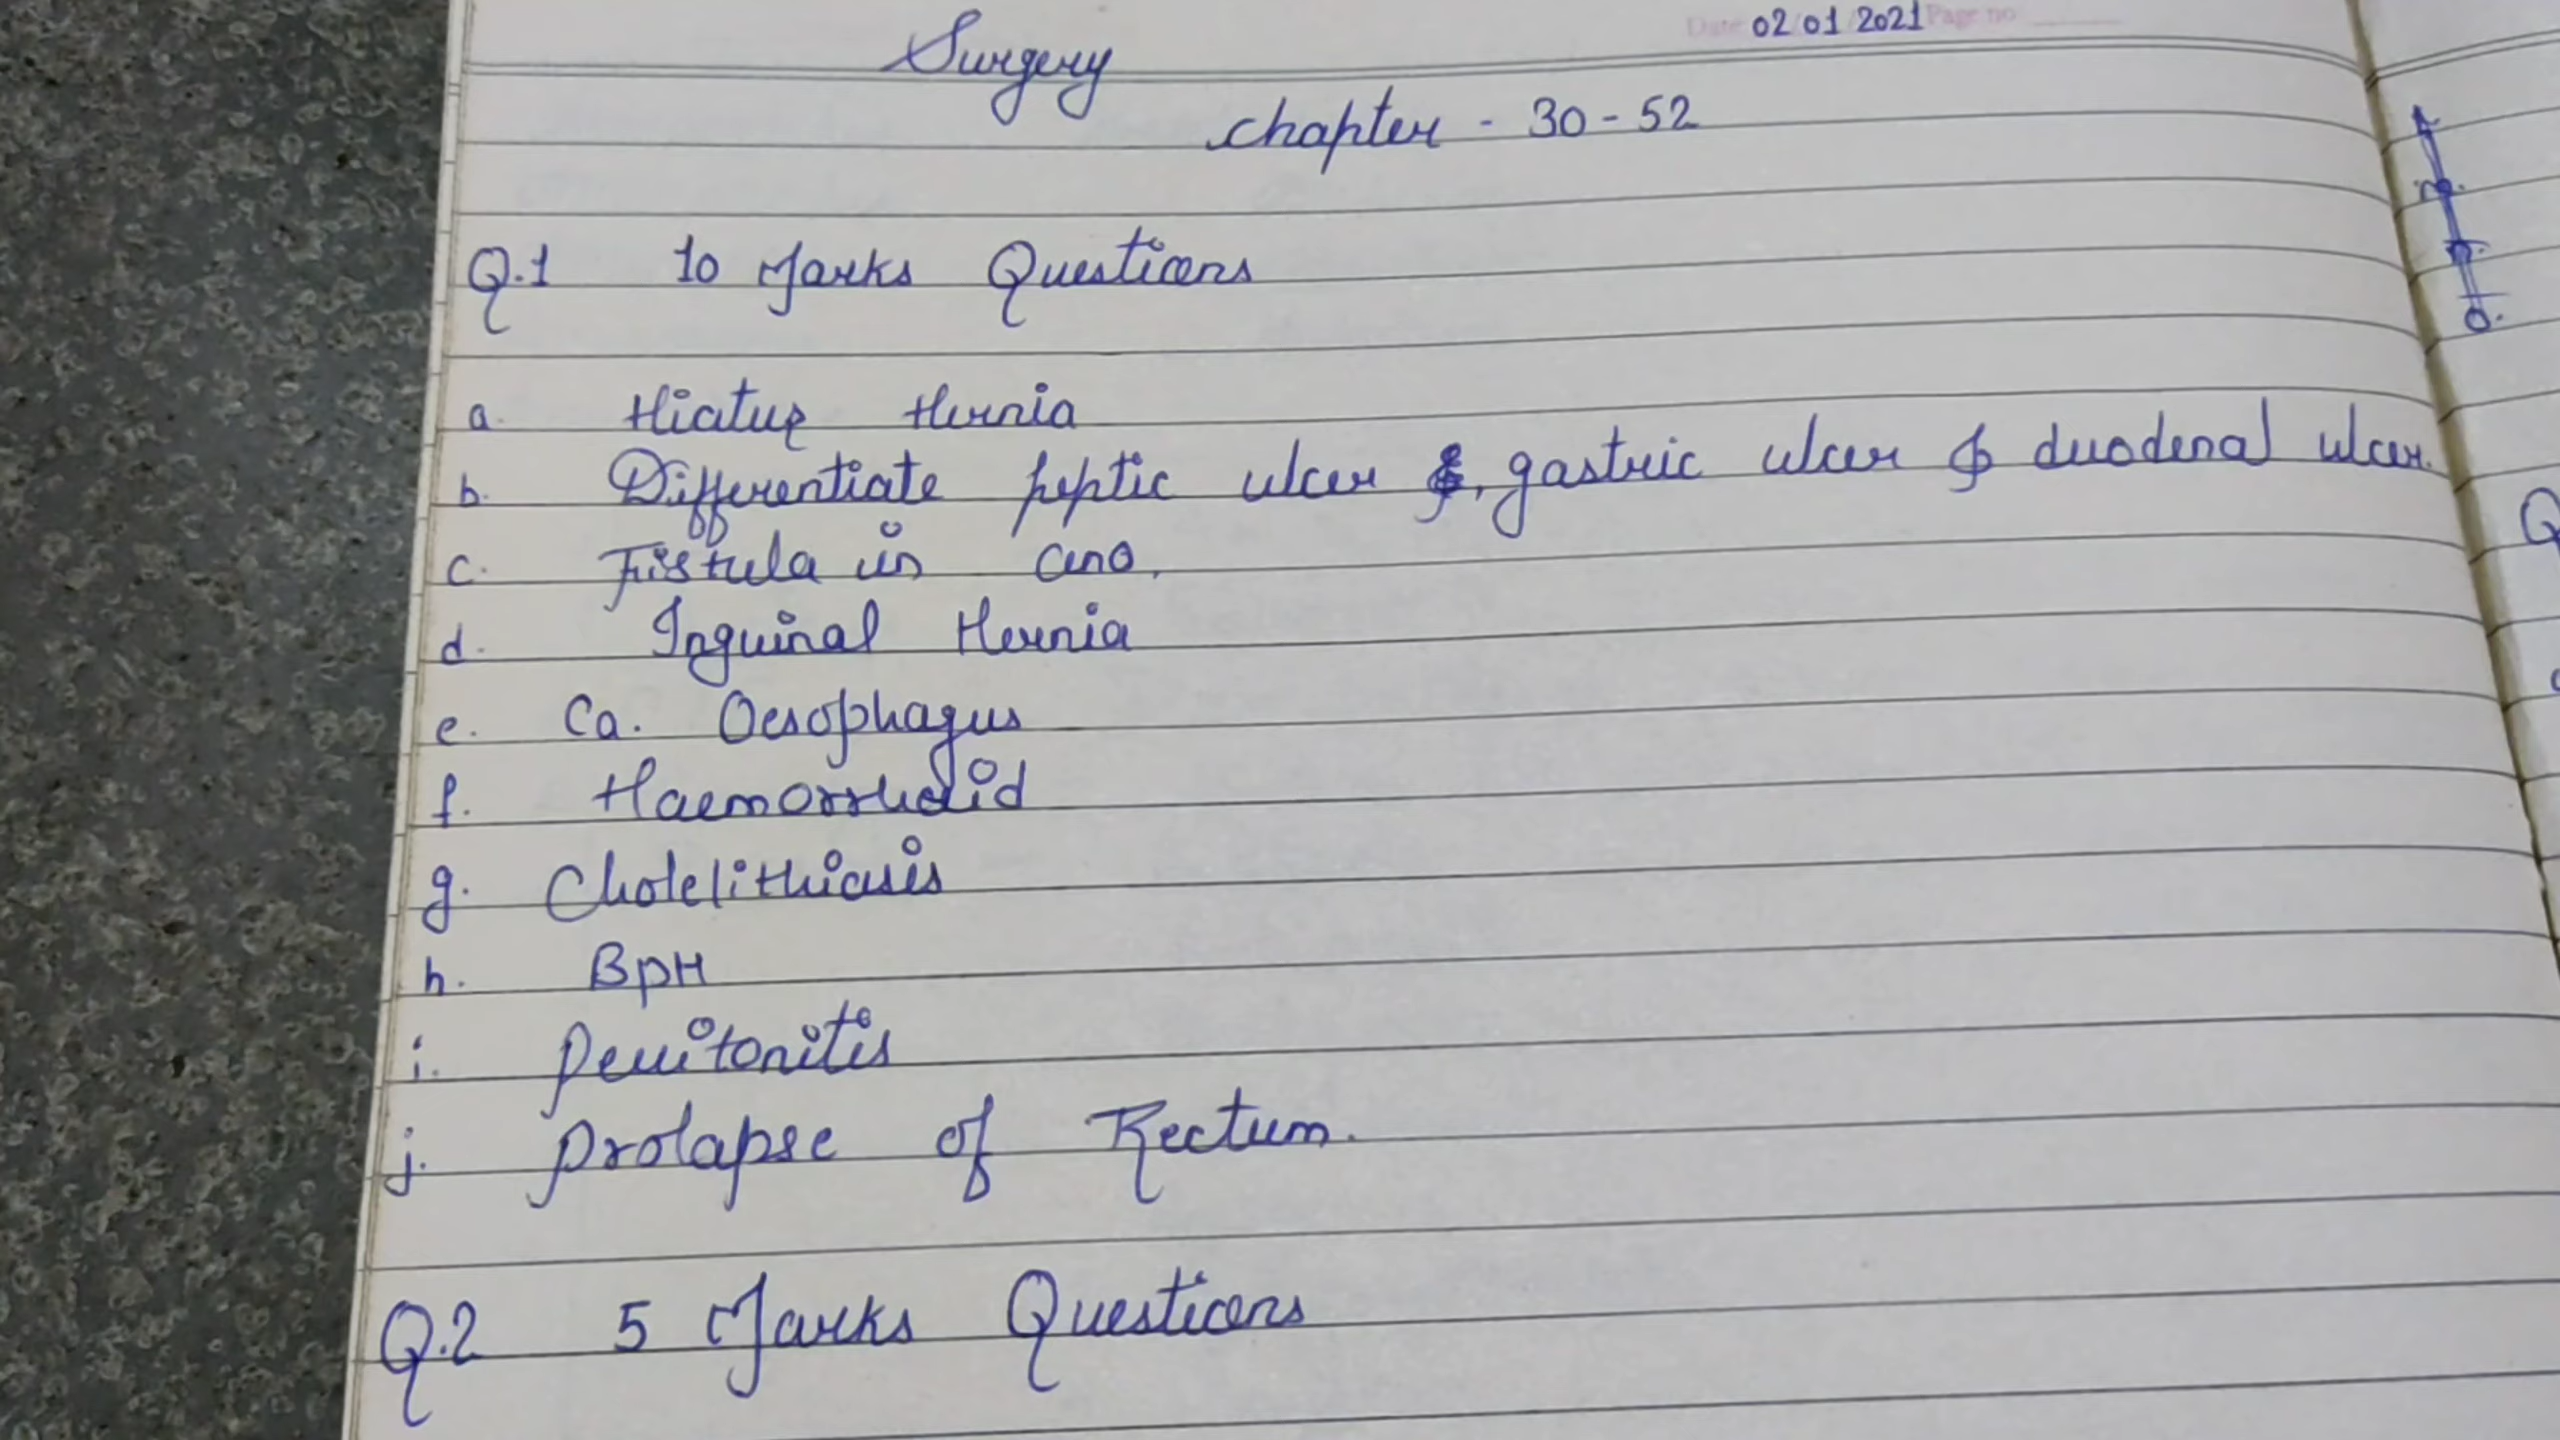 Surgery
Date 02/01/2021 Page no
chapter - 30 - 52
Q.1 10 Marks Questions
a. Hiatus Hernia
b. Differentiate peptic ulcer , gastric ulcer & duodenal ulcer.
c. Fistula in ano.
d. Inguinal Hernia
e. Ca. Oesophagus
f. Haemorrhoid
g. Cholelithiasis
h. BPH
i. Peritonitis
j. Prolapse of Rectum.
Q.2 5 Marks Questions